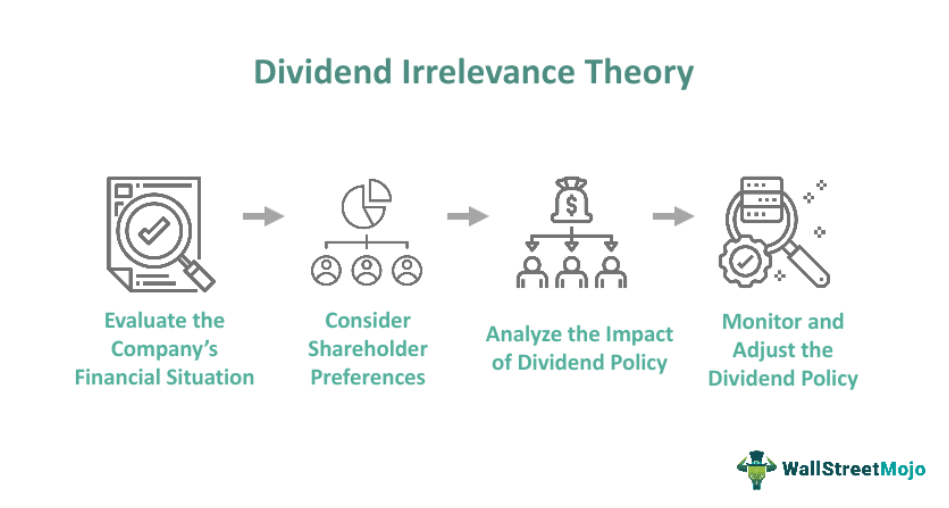 Dividend Irrelevance Theory
$
Evaluate the
Company's
Financial Situation
Consider
Shareholder
Preferences
Analyze the Impact
of Dividend Policy
Monitor and
Adjust the
Dividend Policy
WallStreetMojo